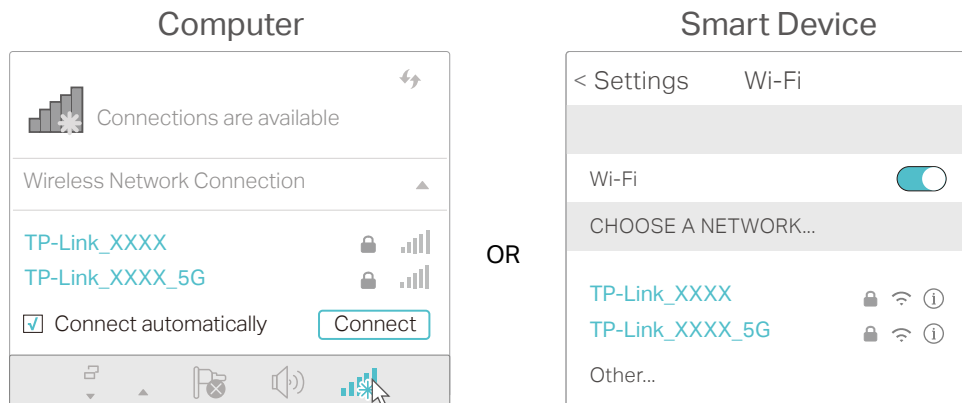 Computer
Connections are available
Wireless Network Connection
TP-Link_XXXX
TP-Link_XXXX_5G
Connect automatically
Connect
OR
Smart Device
< Settings Wi-Fi
Wi-Fi
CHOOSE A NETWORK...
TP-Link_XXXX
TP-Link_XXXX_5G
Other...